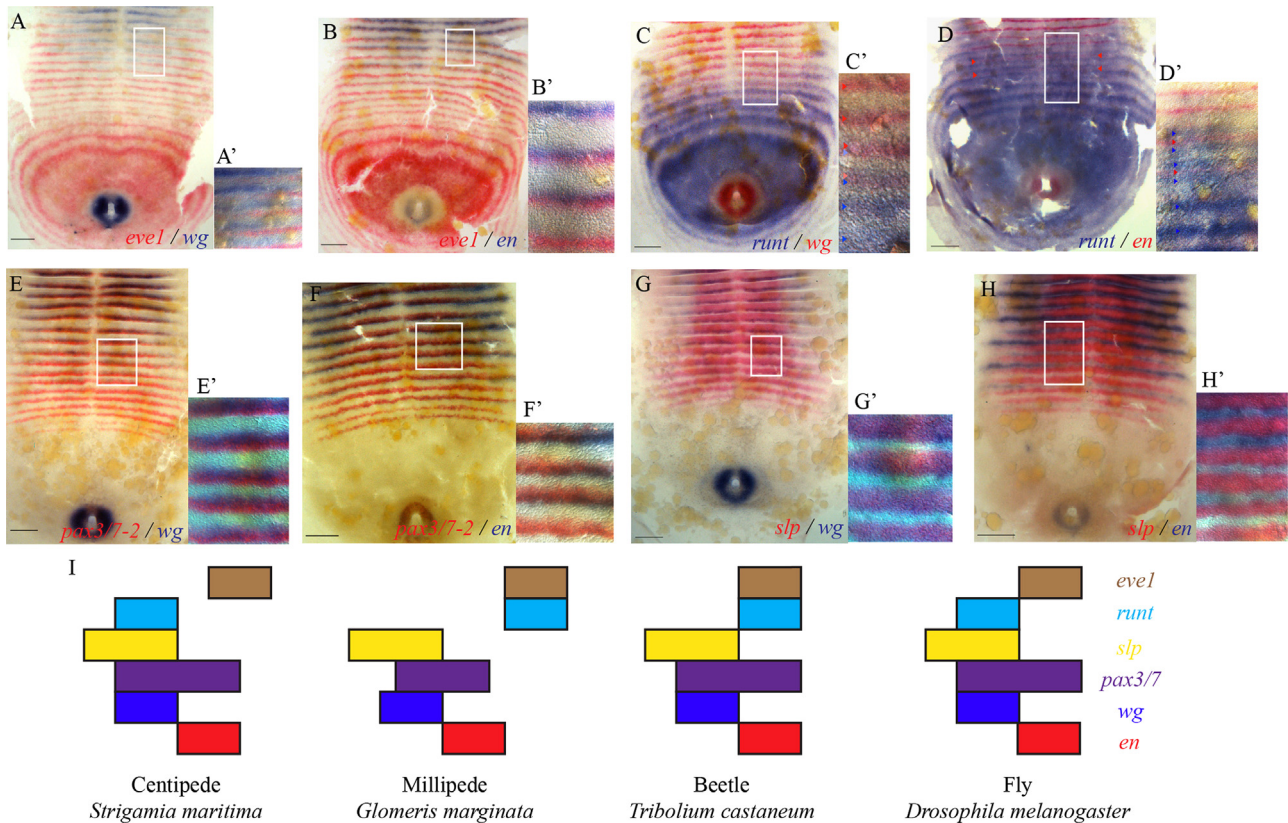 A
A’
eve1 / wg
B
B’
eve1 / en
C
C’
runt / wg
D
D’
runt / en
E
E’
pax3/7-2 / wg
F
F’
pax3/7-2 / en
G
G’
slp / wg
H
H’
slp / en
I
eve1
runt
slp
pax3/7
wg
en
Centipede
Strigamia maritima
Millipede
Glomeris marginata
Beetle
Tribolium castaneum
Fly
Drosophila melanogaster